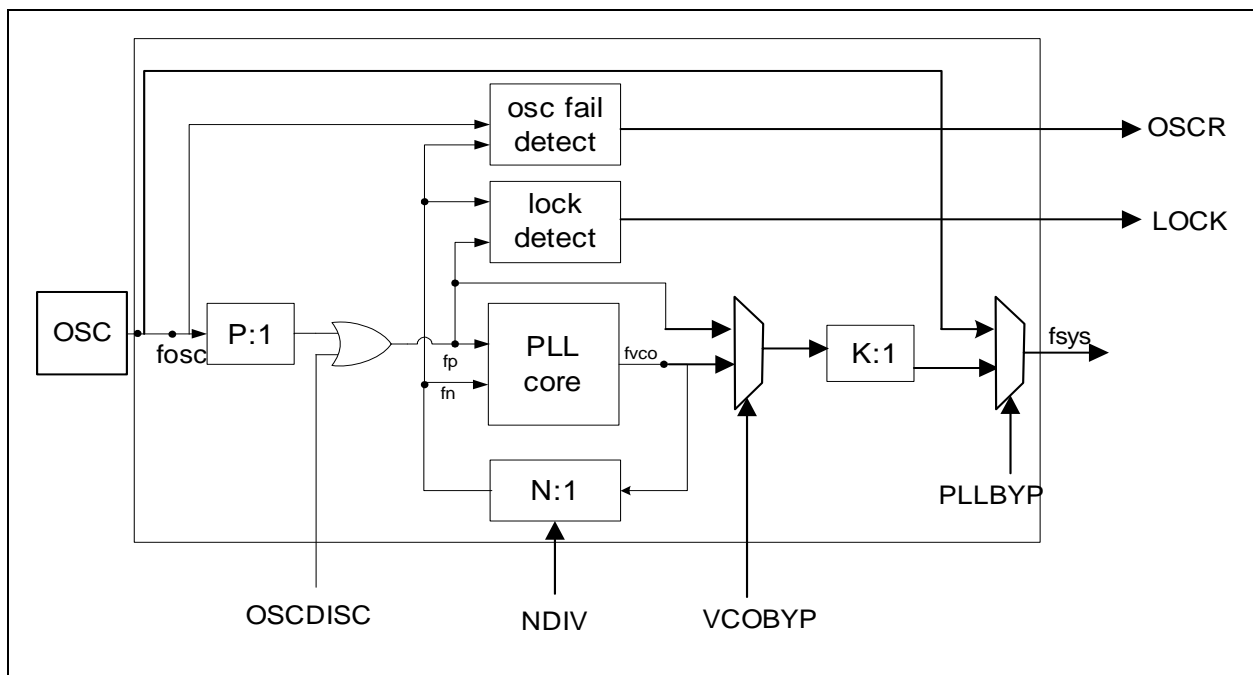 osc fail
detect
OSCR
lock
detect
LOCK
OSC
fosc
P:1
fp
fn
PLL
core
fvco
K:1
fsys
N:1
PLLBYP
OSCDISC
NDIV
VCOBYP